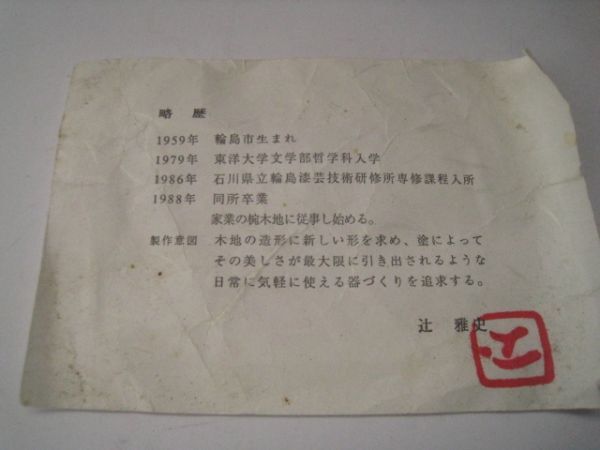 略 歴
1959年 輪島市生まれ
1979年 東洋大学文学部哲学科入学
1986年 石川県立輪島漆芸技術研修所専修課程入所
1988年 同所卒業
家業の椀木地に従事し始める。
製作意図 木地の造形に新しい形を求め、塗によって
その美しさが最大限に引き出されるような
日常に気軽に使える器づくりを追求する。
辻 雅史
辻